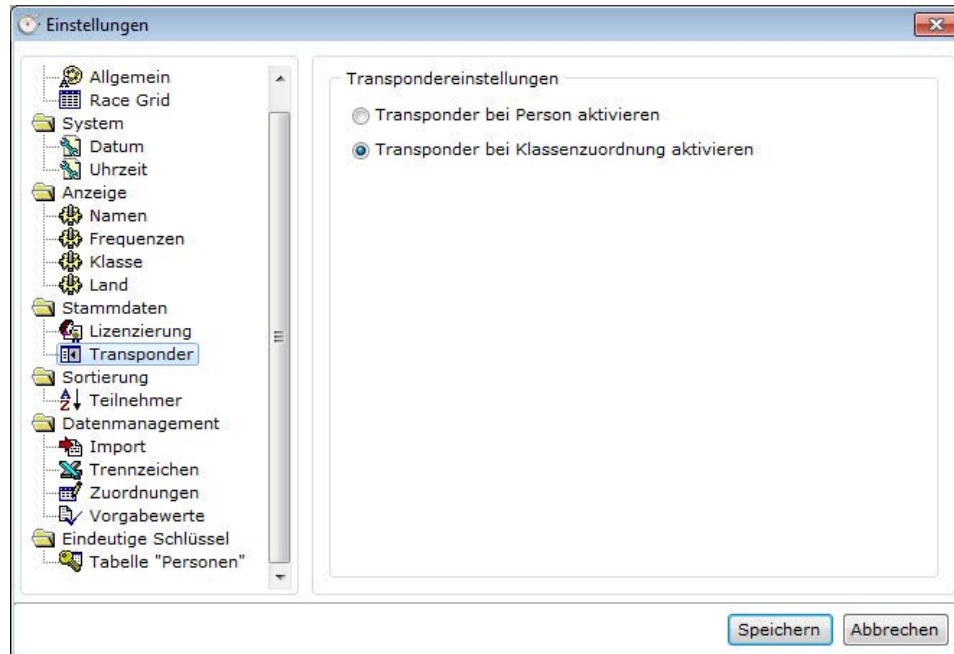 Einstellungen
Allgemein
Race Grid
System
Datum
Uhrzeit
Anzeige
Namen
Frequenzen
Klasse
Land
Stammdaten
Lizenzierung
Transponder
Sortierung
Teilnehmer
Datenmanagement
Import
Trennzeichen
Zuordnungen
Vorgabewerte
Eindeutige Schlüssel
Tabelle "Personen"
Transpondereinstellungen
Transponder bei Person aktivieren
Transponder bei Klassenzuordnung aktivieren
Speichern
Abbrechen